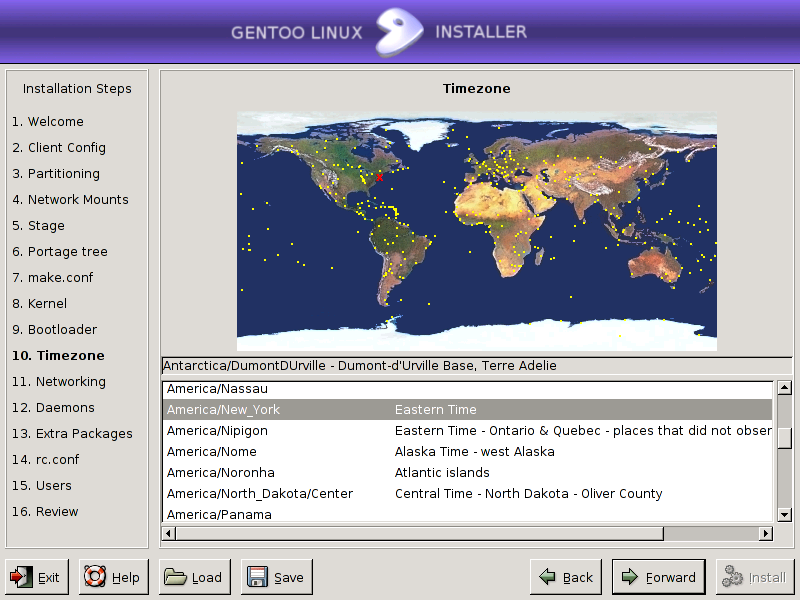 GENTOO LINUX INSTALLER
Installation Steps
1. Welcome
2. Client Config
3. Partitioning
4. Network Mounts
5. Stage
6. Portage tree
7. make.conf
8. Kernel
9. Bootloader
10. Timezone
11. Networking
12. Daemons
13. Extra Packages
14. rc.conf
15. Users
16. Review
Timezone
Antarctica/DumontDUrville - Dumont-d'Urville Base, Terre Adelie
America/Nassau
America/New_York Eastern Time
America/Nipigon Eastern Time - Ontario & Quebec - places that did not obser
America/Nome Alaska Time - west Alaska
America/Noronha Atlantic islands
America/North_Dakota/Center Central Time - North Dakota - Oliver County
America/Panama
Exit Help Load Save Back Forward Install